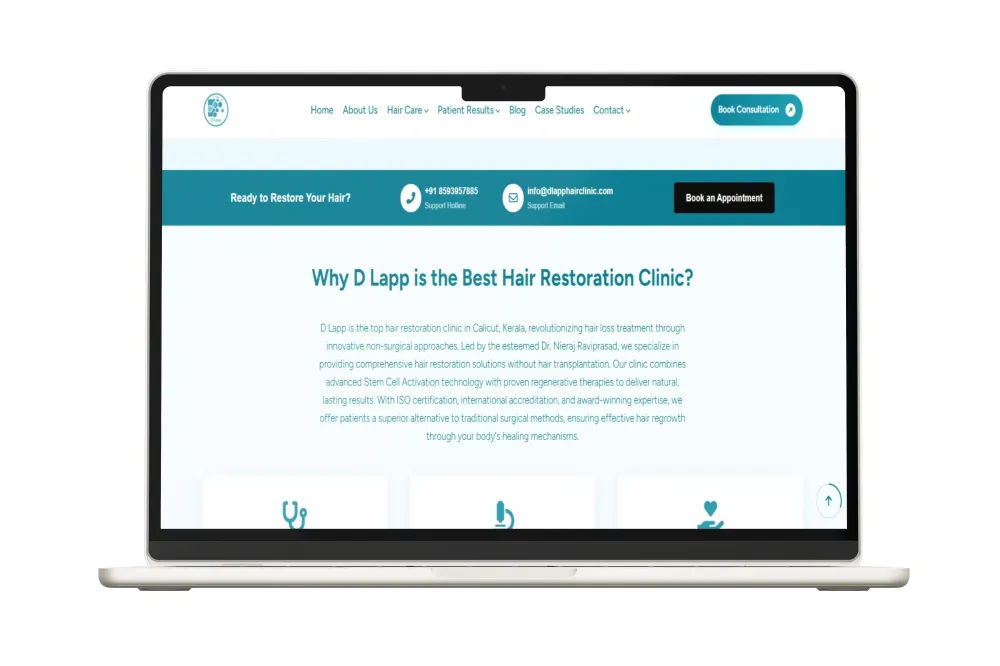 Home About Us Hair Care Patient Results Blog Case Studies Contact Book Consultation
Ready to Restore Your Hair? +91 8593957885 info@dlapphairclinic.com Book an Appointment
Support Hotline Support Email
Why D Lapp is the Best Hair Restoration Clinic?
D Lapp is the top hair restoration clinic in Calicut, Kerala, revolutionizing hair loss treatment through
innovative non-surgical approaches. Led by the esteemed Dr. Nieraj Raviprasad, we specialize in
providing comprehensive hair restoration solutions without hair transplantation. Our clinic combines
advanced Stem Cell Activation technology with proven regenerative therapies to deliver natural,
lasting results. With ISO certification, international accreditation, and award-winning expertise, we
offer patients a superior alternative to traditional surgical methods, ensuring effective hair regrowth
through your body's healing mechanisms.